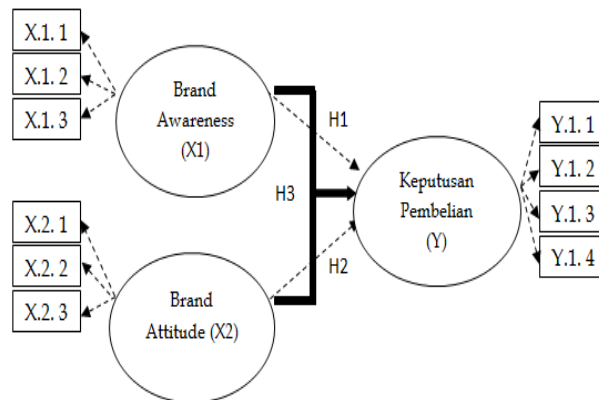 X.1. 1
X.1. 2
X.1. 3
Brand
Awareness
(X1)
H1
H3
H2
X.2. 1
X.2. 2
X.2. 3
Brand
Attitude (X2)
Keputusan
Pembelian
(Y)
Y.1. 1
Y.1. 2
Y.1. 3
Y.1. 4